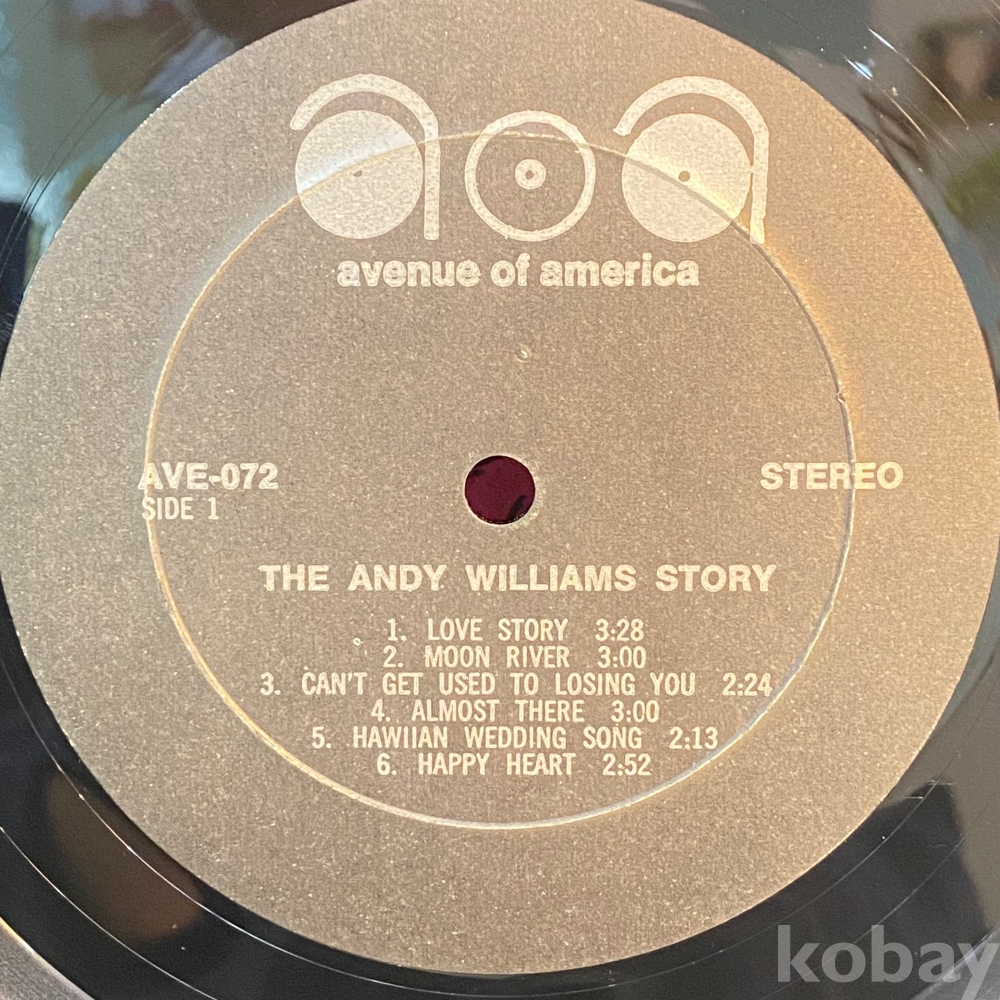 aoa
avenue of america
AVE-072
STEREO
SIDE 1
THE ANDY WILLIAMS STORY
1. LOVE STORY 3:28
2. MOON RIVER 3:00
3. CAN'T GET USED TO LOSING YOU 2:24
4. ALMOST THERE 3:00
5. HAWIIAN WEDDING SONG 2:13
6. HAPPY HEART 2:52
kobay